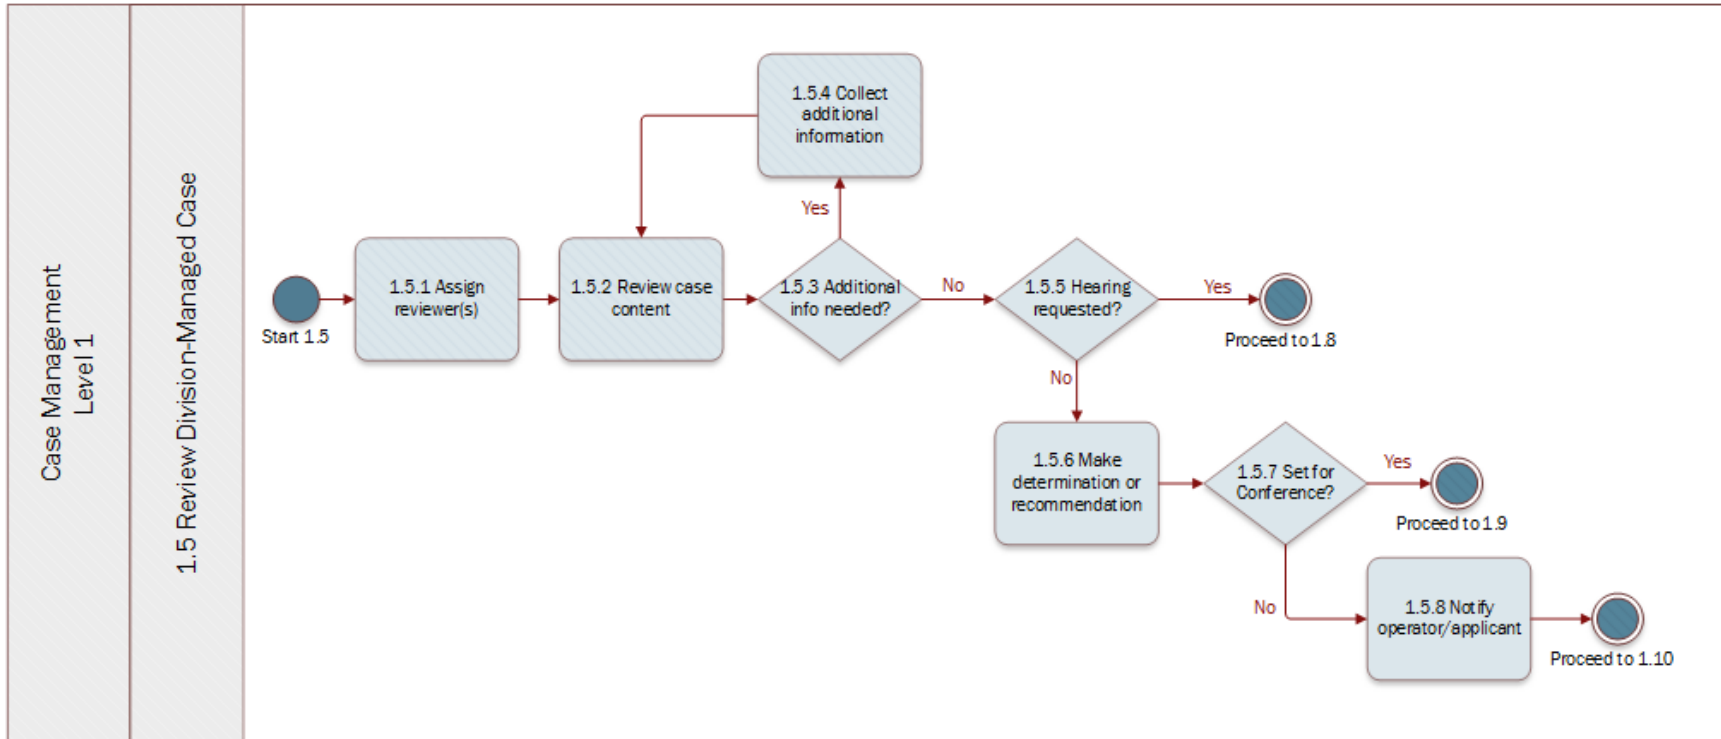 Case Management
Level 1
1.5 Review Division-Managed Case
Start 1.5
1.5.1 Assign
reviewer(s)
1.5.2 Review case
content
1.5.3 Additional
info needed?
Yes
1.5.4 Collect
additional
information
No
1.5.5 Hearing
requested?
Yes
Proceed to 1.8
No
1.5.6 Make
determination or
recommendation
1.5.7 Set for
Conference?
Yes
Proceed to 1.9
No
1.5.8 Notify
operator/applicant
Proceed to 1.10